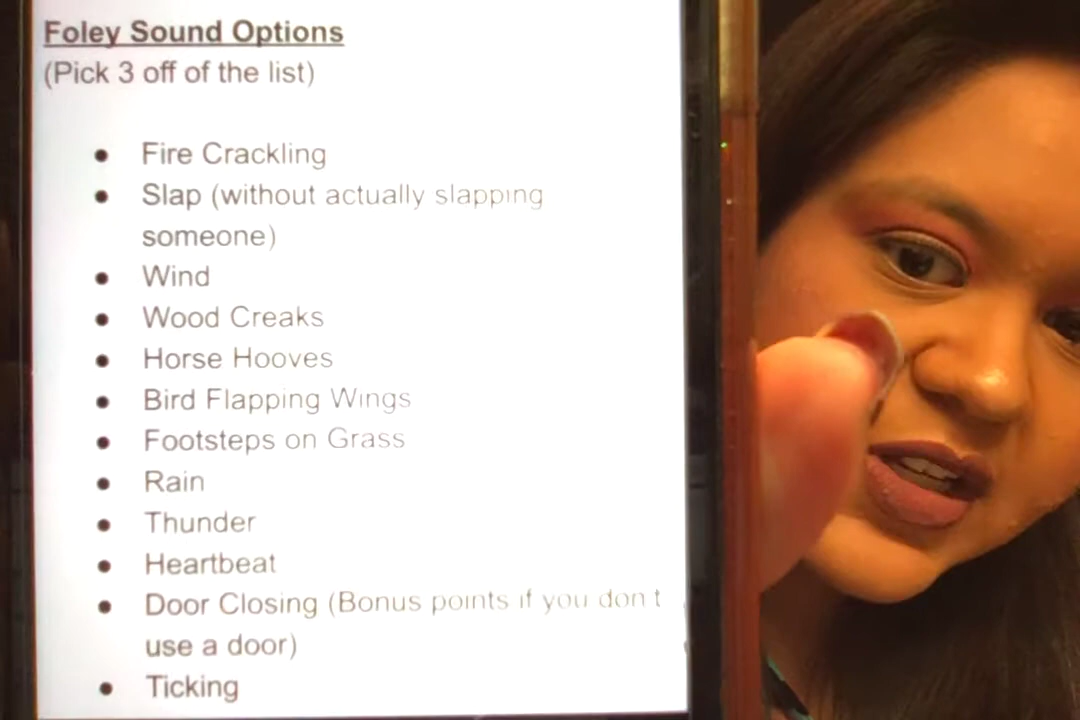 Foley Sound Options
(Pick 3 off of the list)
● Fire Crackling
● Slap (without actually slapping
someone)
● Wind
● Wood Creaks
● Horse Hooves
● Bird Flapping Wings
● Footsteps on Grass
● Rain
● Thunder
● Heartbeat
● Door Closing (Bonus points if you don't
use a door)
● Ticking